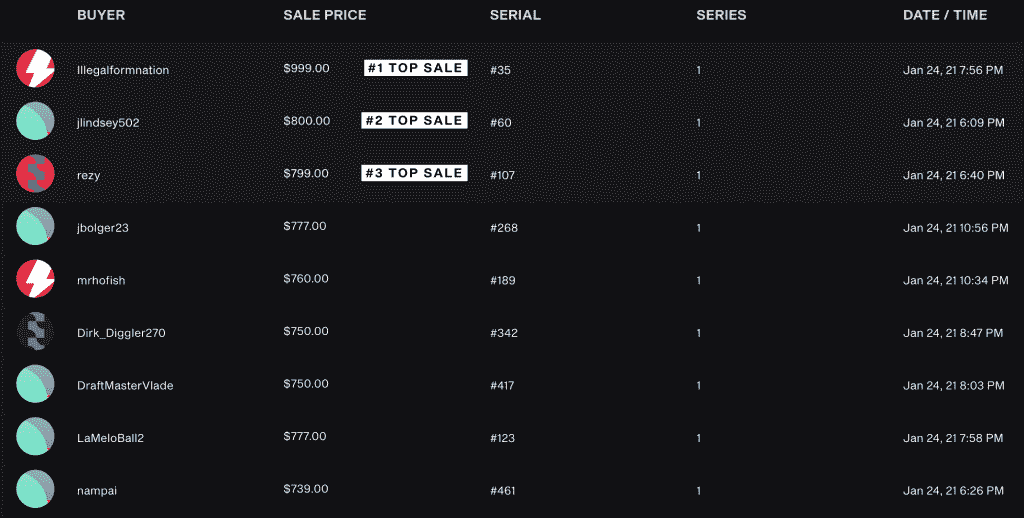 BUYER SALE PRICE SERIAL SERIES DATE / TIME
Illegalformnation $999.00 #1 TOP SALE #35 1 Jan 24, 21 7:56 PM
jlindsey502 $800.00 #2 TOP SALE #60 1 Jan 24, 21 6:09 PM
rezy $799.00 #3 TOP SALE #107 1 Jan 24, 21 6:40 PM
jbolger23 $777.00 #268 1 Jan 24, 21 10:56 PM
mrhofish $760.00 #189 1 Jan 24, 21 10:34 PM
Dirk_Diggler270 $750.00 #342 1 Jan 24, 21 8:47 PM
DraftMasterVlade $750.00 #417 1 Jan 24, 21 8:03 PM
LaMeloBall2 $777.00 #123 1 Jan 24, 21 7:58 PM
nampai $739.00 #461 1 Jan 24, 21 6:26 PM